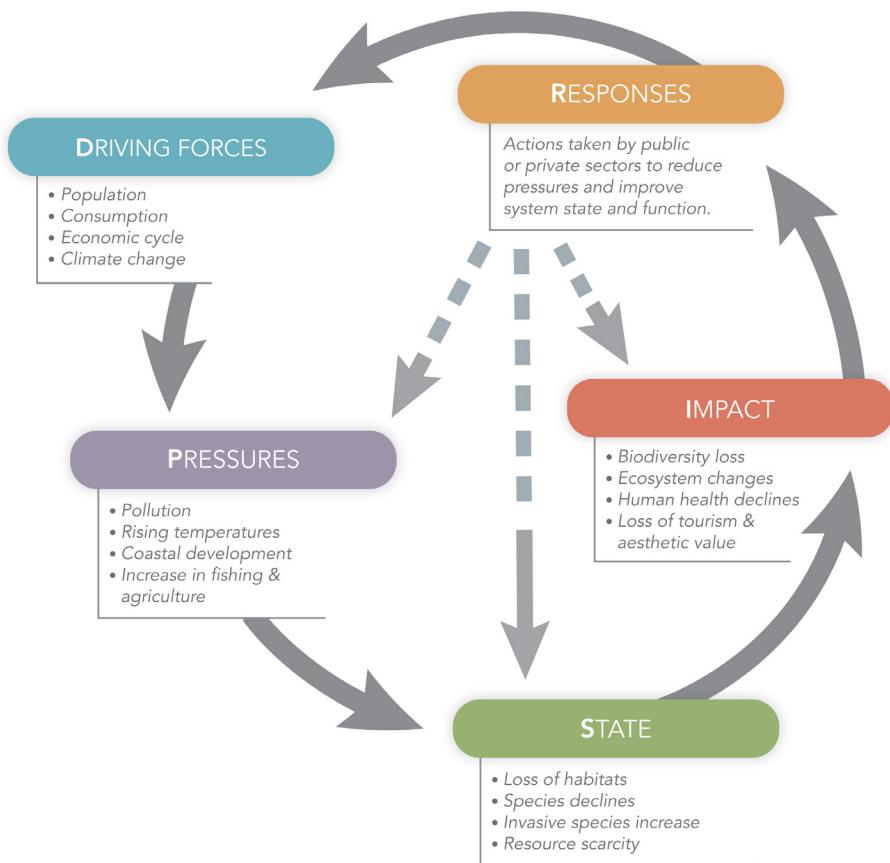 RESPONSES
Actions taken by public
or private sectors to reduce
pressures and improve
system state and function.
DRIVING FORCES
• Population
• Consumption
• Economic cycle
• Climate change
PRESSURES
• Pollution
• Rising temperatures
• Coastal development
• Increase in fishing &
agriculture
IMPACT
• Biodiversity loss
• Ecosystem changes
• Human health declines
• Loss of tourism &
aesthetic value
STATE
• Loss of habitats
• Species declines
• Invasive species increase
• Resource scarcity